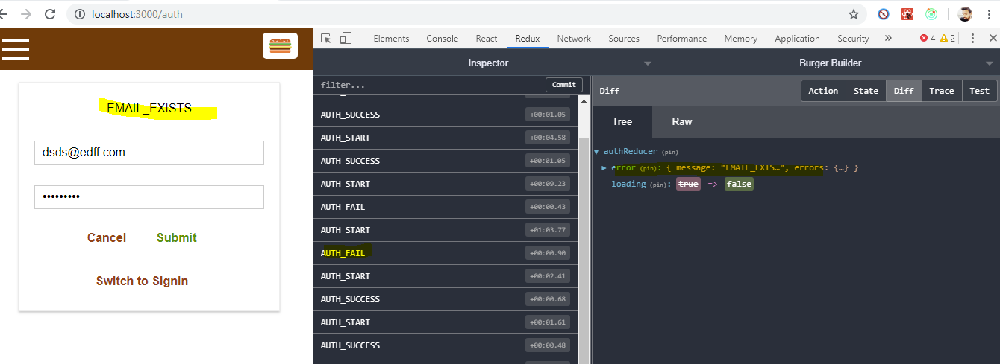 localhost:3000/auth
Elements Console React Redux Network Sources Performance Memory Application Security » 4 2
Inspector Burger Builder
filter... Commit
Diff Action State Diff Trace Test
Tree Raw
EMAIL_EXISTS
dsds@edff.com
•••••••••
Cancel Submit
Switch to SignIn
AUTH_SUCCESS +00:01.05
AUTH_START +00:04.58
AUTH_SUCCESS +00:01.05
AUTH_START +00:09.23
AUTH_FAIL +00:00.43
AUTH_START +01:03.77
AUTH_FAIL +00:00.90
AUTH_START +00:02.41
AUTH_SUCCESS +00:00.68
AUTH_START +00:01.61
AUTH_SUCCESS +00:00.48
authReducer (pin)
error (pin): { message: "EMAIL_EXIS…", errors: {…} }
loading (pin): true => false